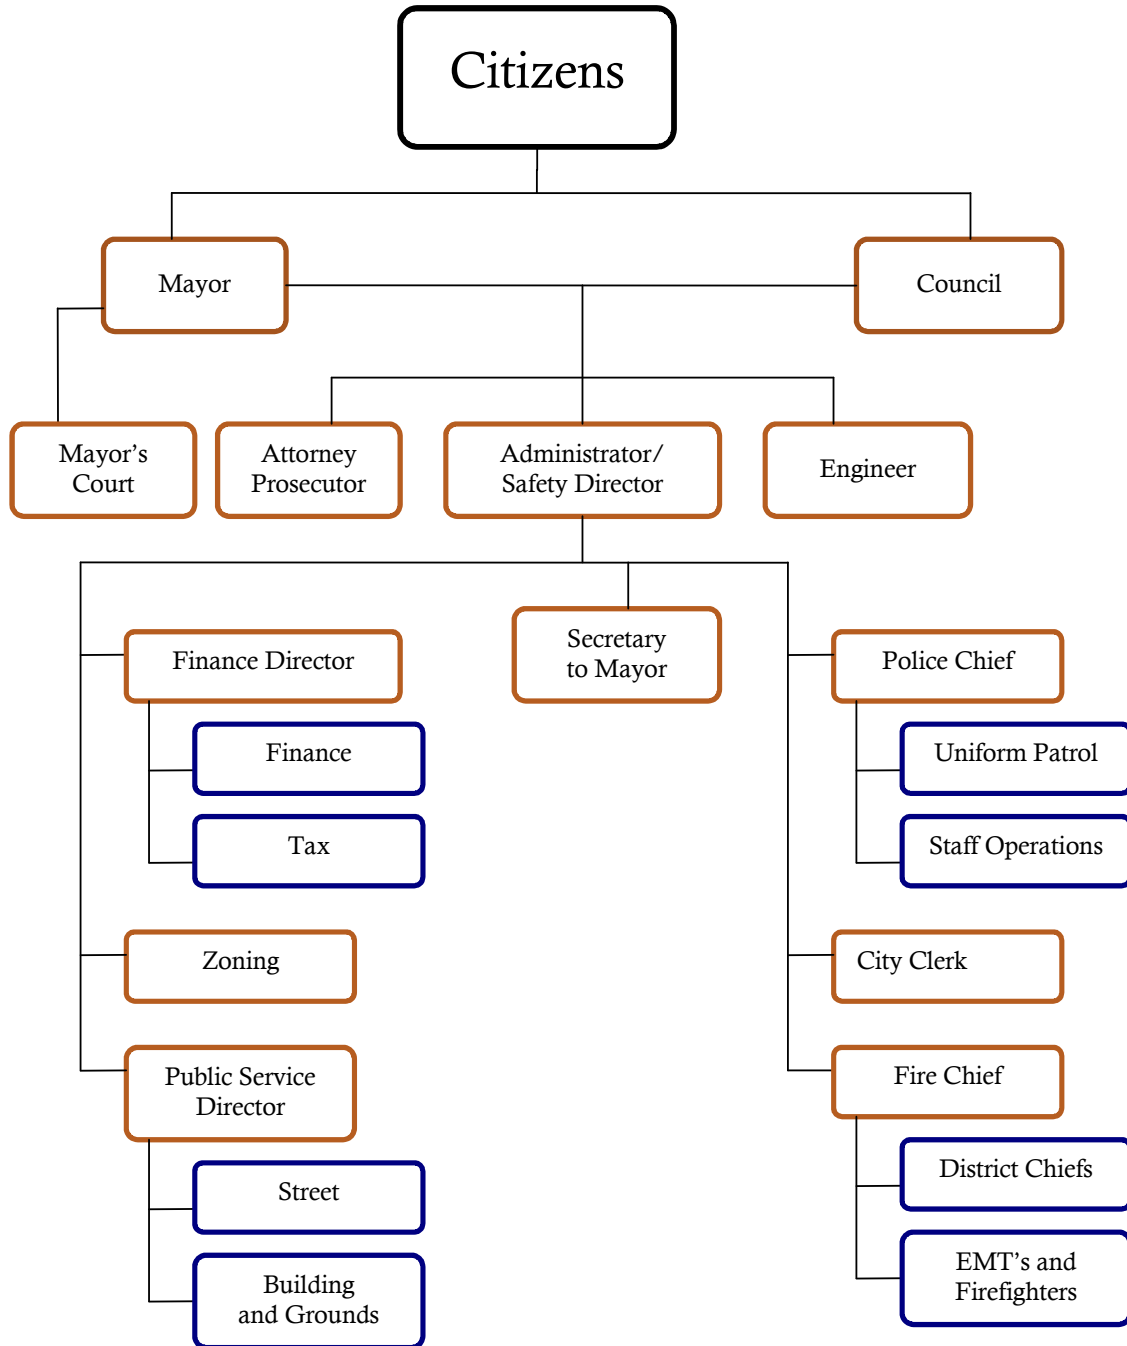 Citizens
Mayor
Council
Mayor’s
Court
Attorney
Prosecutor
Administrator/
Safety Director
Engineer
Finance Director
Secretary
to Mayor
Police Chief
Finance
Uniform Patrol
Tax
Staff Operations
Zoning
City Clerk
Public Service
Director
Fire Chief
Street
District Chiefs
Building
and Grounds
EMT’s and
Firefighters